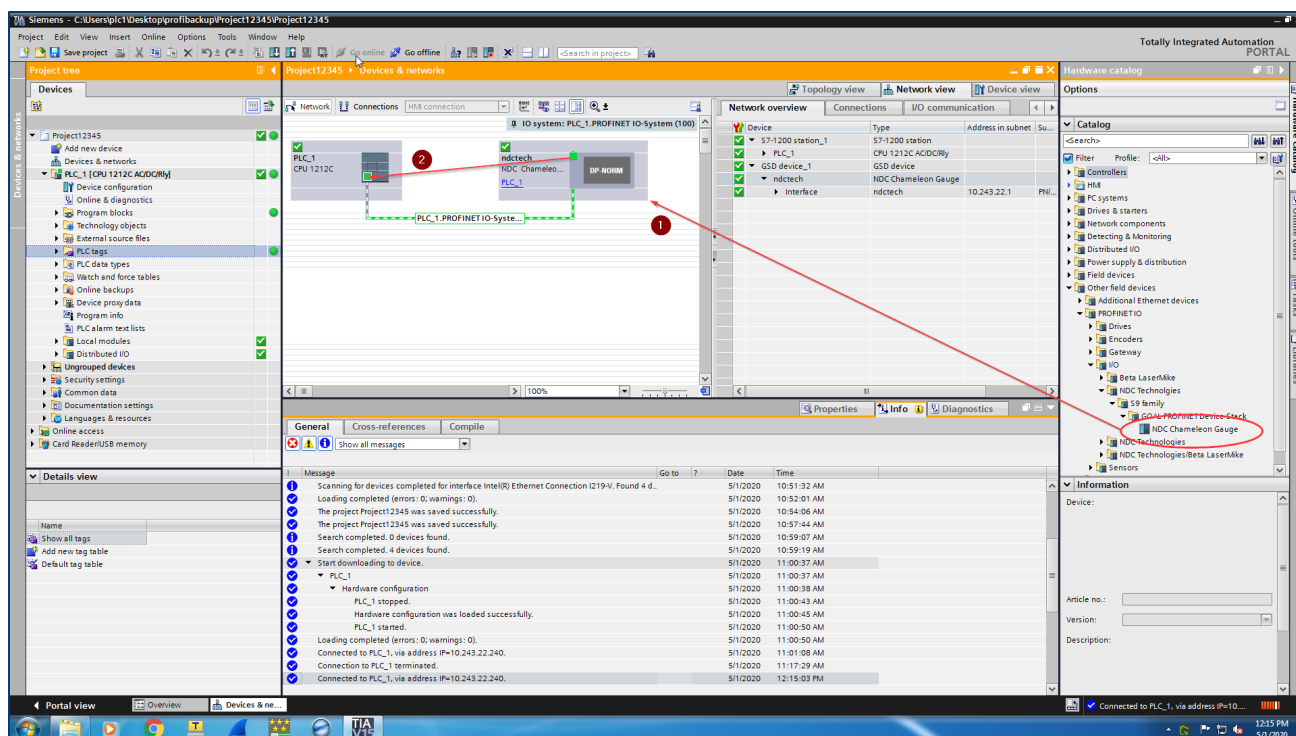 Siemens - C:\Users\plc1\Desktop\profibackup\Project12345\Project12345
Project Edit View Insert Online Options Tools Window Help
Totally Integrated Automation
PORTAL
Save project
Go online
Go offline
<Search in project>
Project tree
Devices
Project12345
Add new device
Devices & networks
PLC_1 [CPU 1212C AC/DC/Rly]
Device configuration
Online & diagnostics
Program blocks
Technology objects
External source files
PLC tags
PLC data types
Watch and force tables
Online backups
Device proxy data
Program info
PLC alarm text lists
Local modules
Distributed I/O
Ungrouped devices
Security settings
Common data
Documentation settings
Languages & resources
Online access
Card Reader/USB memory
Details view
Name
Show all tags
Add new tag table
Default tag table
Project12345 Devices & networks
Topology view Network view Device view
Network Connections HMI connection
IO system: PLC_1.PROFINET IO-System (100)
PLC_1
CPU 1212C
ndctech
NDC Chameleo...
PLC_1
DP-NORM
2
1
PLC_1.PROFINET IO-Syste...
100%
Network overview Connections I/O communication
Device Type Address in subnet Su...
S7-1200 station_1 S7-1200 station
PLC_1 CPU 1212C AC/DC/Rly
GSD device_1 GSD device
ndctech NDC Chameleon Gauge
Interface ndctech 10.243.22.1 PN/...
Properties Info Diagnostics
General Cross-references Compile
Show all messages
! Message Go to ? Date Time
Scanning for devices completed for interface Intel(R) Ethernet Connection I219-V. Found 4 d.. 5/1/2020 10:51:32 AM
Loading completed (errors: 0; warnings: 0). 5/1/2020 10:52:01 AM
The project Project12345 was saved successfully. 5/1/2020 10:54:06 AM
The project Project12345 was saved successfully. 5/1/2020 10:57:44 AM
Search completed. 0 devices found. 5/1/2020 10:59:07 AM
Search completed. 4 devices found. 5/1/2020 10:59:19 AM
Start downloading to device. 5/1/2020 11:00:37 AM
PLC_1 5/1/2020 11:00:37 AM
Hardware configuration 5/1/2020 11:00:38 AM
PLC_1 stopped. 5/1/2020 11:00:43 AM
Hardware configuration was loaded successfully. 5/1/2020 11:00:45 AM
PLC_1 started. 5/1/2020 11:00:50 AM
Loading completed (errors: 0; warnings: 0). 5/1/2020 11:00:50 AM
Connected to PLC_1, via address IP=10.243.22.240. 5/1/2020 11:01:08 AM
Connection to PLC_1 terminated. 5/1/2020 11:17:29 AM
Connected to PLC_1, via address IP=10.243.22.240. 5/1/2020 12:15:03 PM
Hardware catalog
Options
Catalog
<Search>
Filter Profile: <All>
Controllers
HMI
PC systems
Drives & starters
Network components
Detecting & Monitoring
Distributed I/O
Power supply & distribution
Field devices
Other field devices
Additional Ethernet devices
PROFINET IO
Drives
Encoders
Gateway
I/O
Beta LaserMike
NDC Technolgies
S9 family
GOAL PROFINET Device Stack
NDC Chameleon Gauge
NDC Technologies
NDC Technologies/Beta LaserMike
Sensors
Information
Device:
Article no.:
Version:
Description:
Devices & networks
Portal view
Overview
Devices & ne...
Connected to PLC_1, via address IP=10....
TIA
V15
12:15 PM
5/1/2020